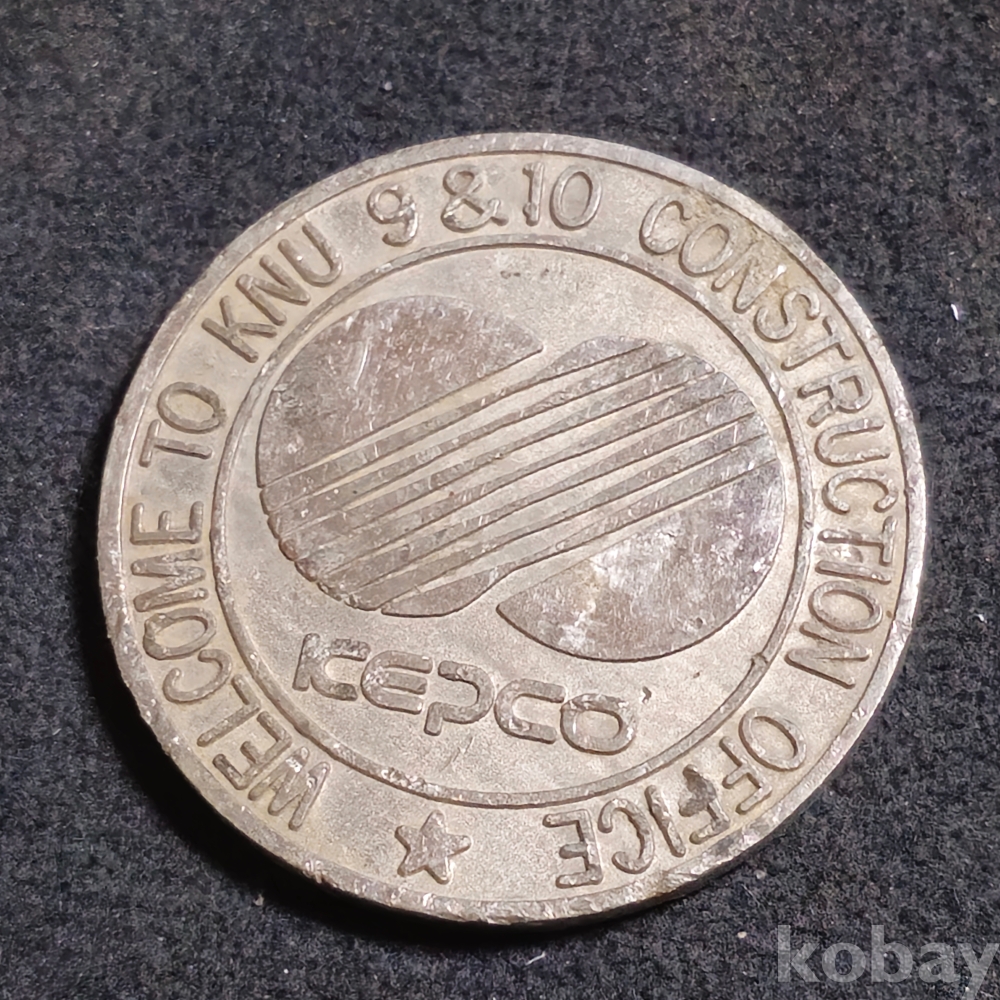 WELCOME TO KNU 9 & 10 CONSTRUCTION OFFICE
KEPCO
kobay